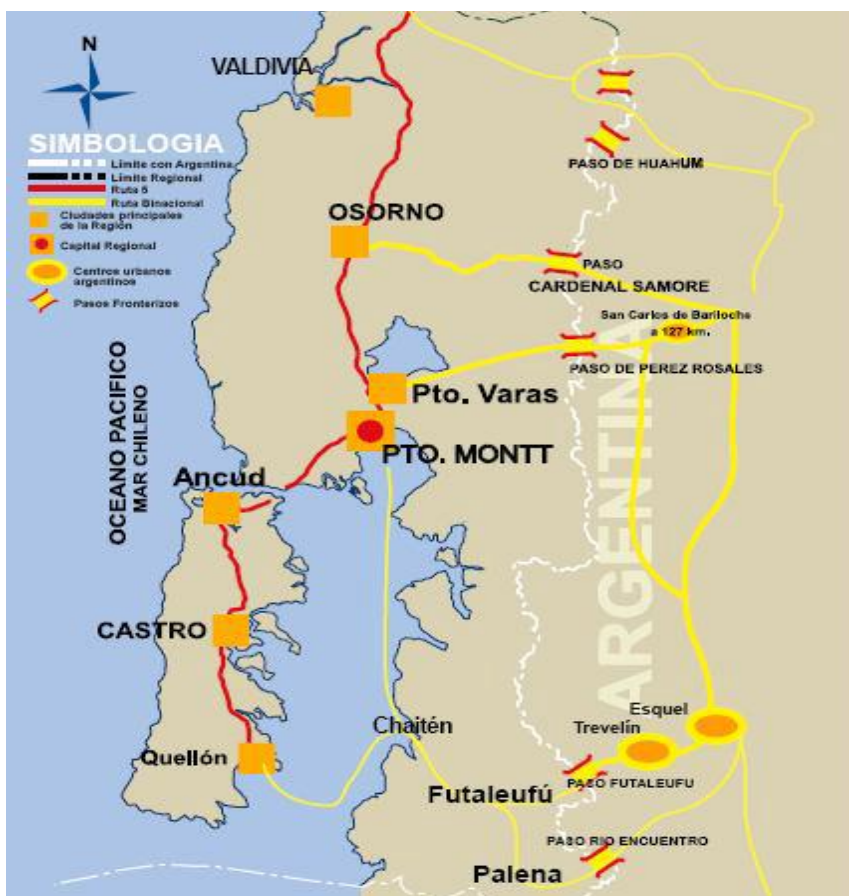 N
VALDIVIA
SIMBOLOGIA
Límite con Argentina
Límite Regional
Ruta 5
Ruta Binacional
Ciudades principales
de la Región
Capital Regional
Centros urbanos
argentinos
Pasos Fronterizos
PASO DE HUAHUM
OSORNO
PASO
CARDENAL SAMORE
San Carlos de Bariloche
a 127 km.
PASO DE PEREZ ROSALES
OCEANO PACIFICO
MAR CHILENO
Pto. Varas
PTO. MONTT
Ancud
ARGENTINA
CASTRO
Chaitén
Esquel
Trevelín
Quellón
PASO FUTALEUFU
Futaleufú
PASO RIO ENCUENTRO
Palena